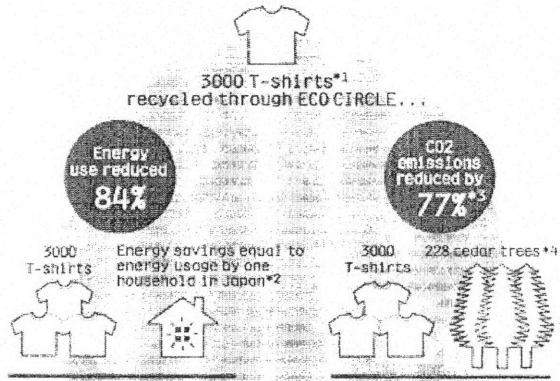 3000 T-shirts*1
recycled through ECO CIRCLE...
Energy
use reduced
84%
CO2
emissions
reduced by
77%*3
3000
T-shirts
Energy savings equal to
energy usage by one
household in Japan*2
3000
T-shirts
228 cedar trees*4